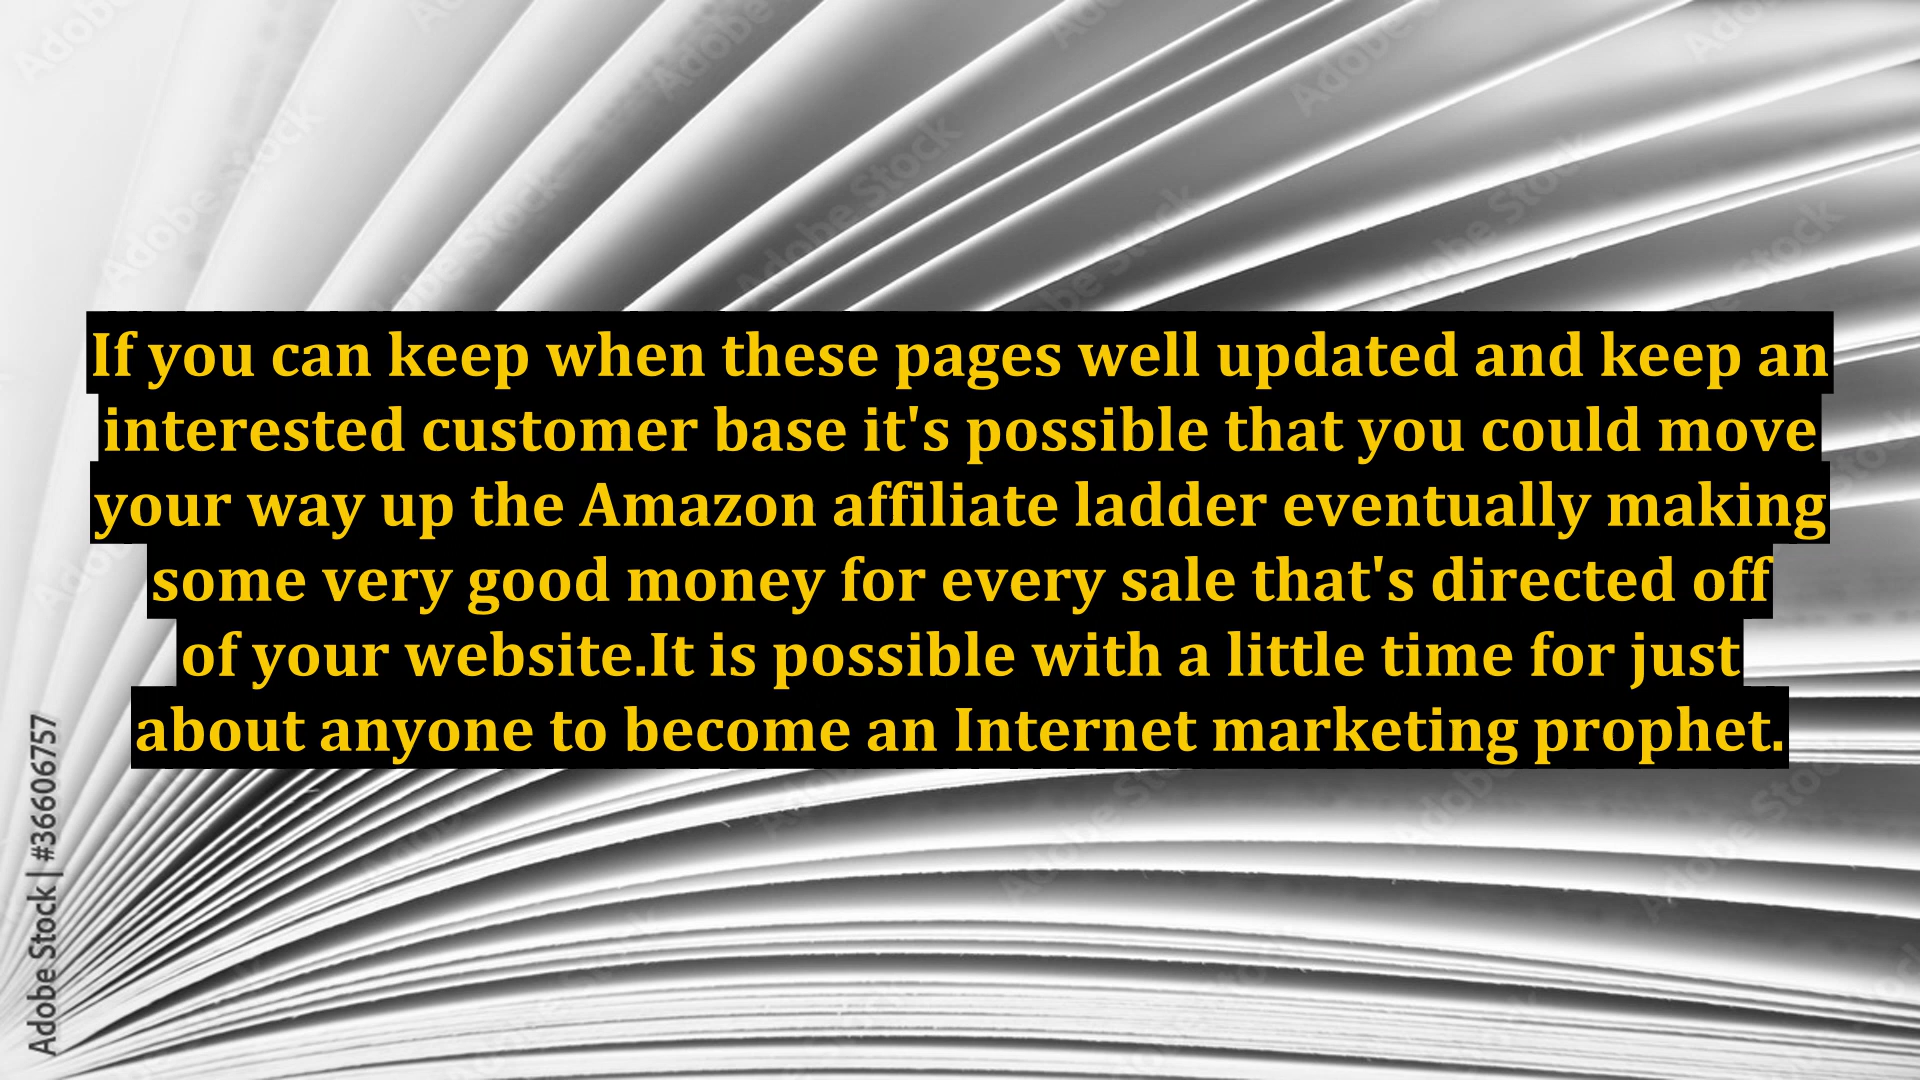 If you can keep when these pages well updated and keep an
interested customer base it's possible that you could move
your way up the Amazon affiliate ladder eventually making
some very good money for every sale that's directed off
of your website.It is possible with a little time for just
about anyone to become an Internet marketing prophet.
Adobe Stock | #366067757